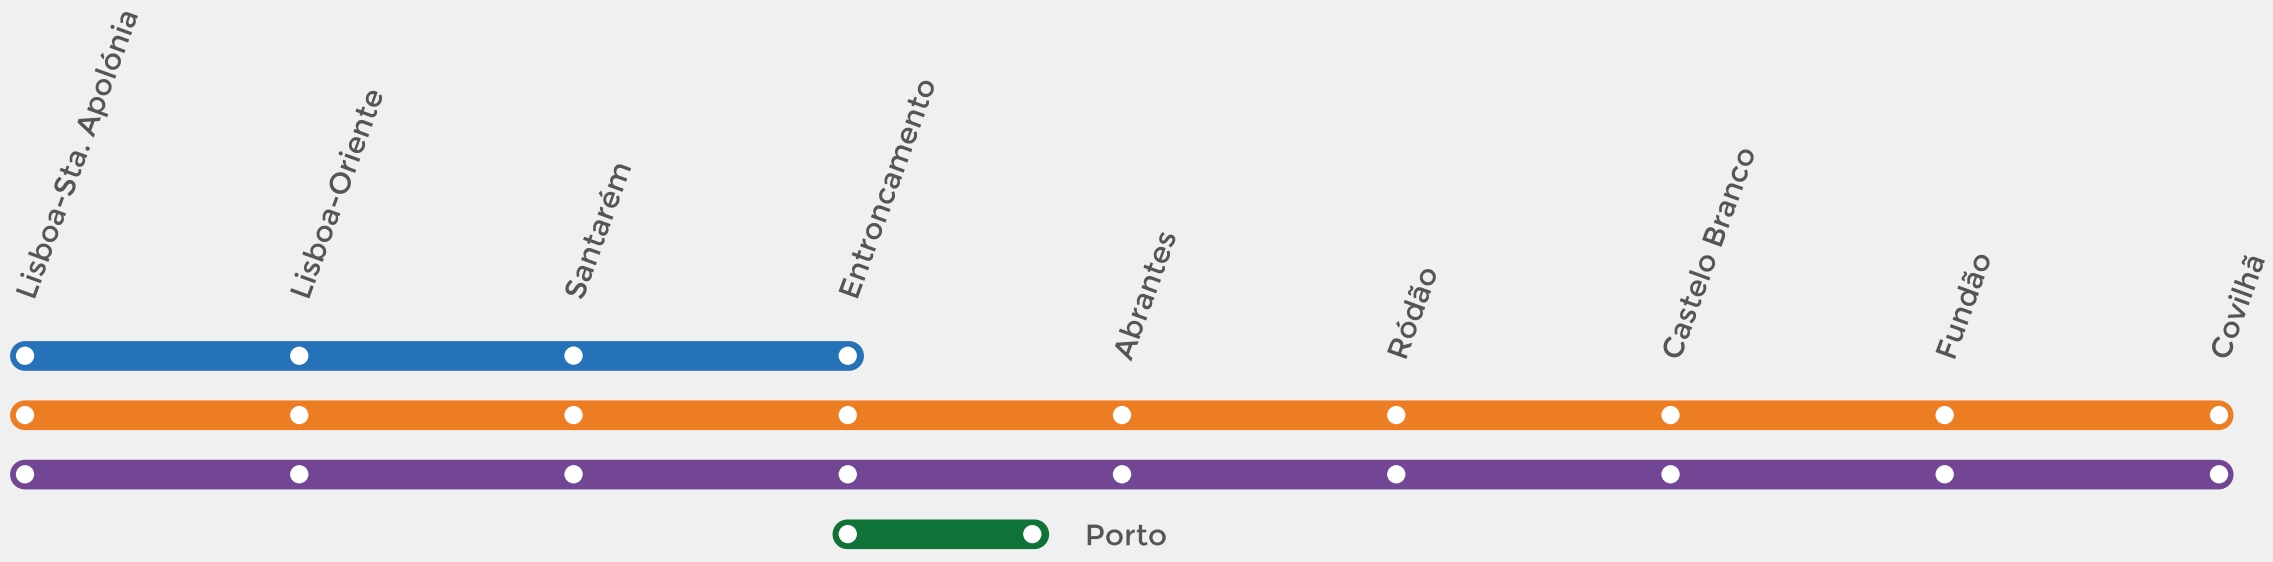 Lisboa-Sta. Apolónia
Lisboa-Oriente
Santarém
Entroncamento
Abrantes
Ródão
Castelo Branco
Fundão
Covilhã
Porto